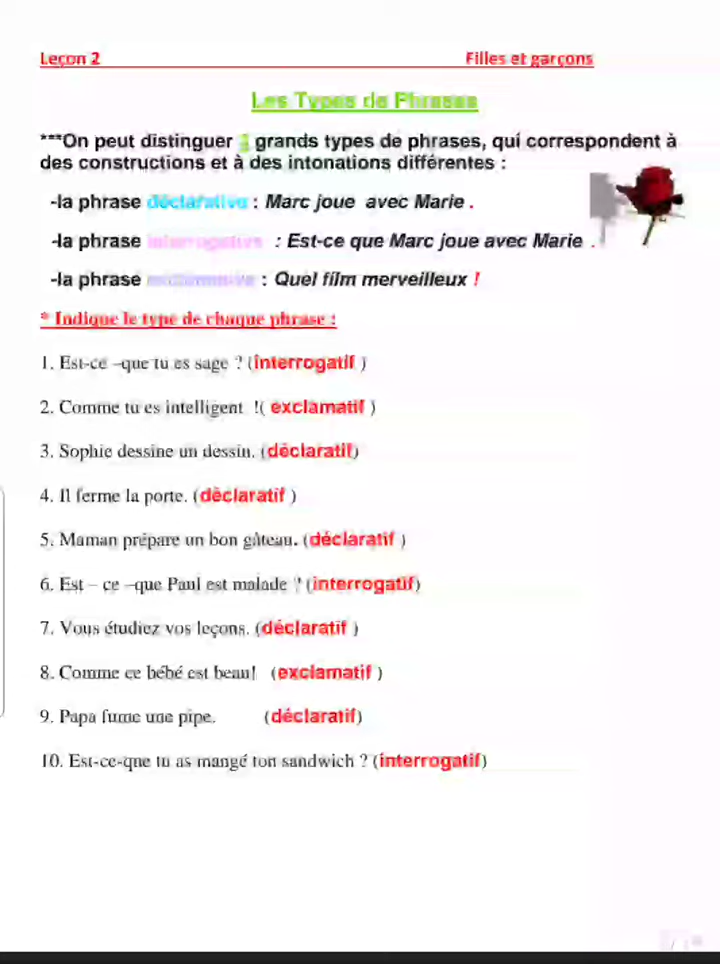 Leçon 2 Filles et garçons
Les Types de Phrases
***On peut distinguer 3 grands types de phrases, qui correspondent à
des constructions et à des intonations différentes :
-la phrase déclarative : Marc joue avec Marie .
-la phrase interrogative : Est-ce que Marc joue avec Marie .
-la phrase exclamative : Quel film merveilleux !
* Indique le type de chaque phrase :
1. Est-ce –que tu es sage ? (interrogatif )
2. Comme tu es intelligent !( exclamatif )
3. Sophie dessine un dessin. (déclaratif)
4. Il ferme la porte. (déclaratif )
5. Maman prépare un bon gâteau. (déclaratif )
6. Est – ce –que Paul est malade ? (interrogatif)
7. Vous étudiez vos leçons. (déclaratif )
8. Comme ce bébé est beau! (exclamatif )
9. Papa fume une pipe. (déclaratif)
10. Est-ce-que tu as mangé ton sandwich ? (interrogatif)